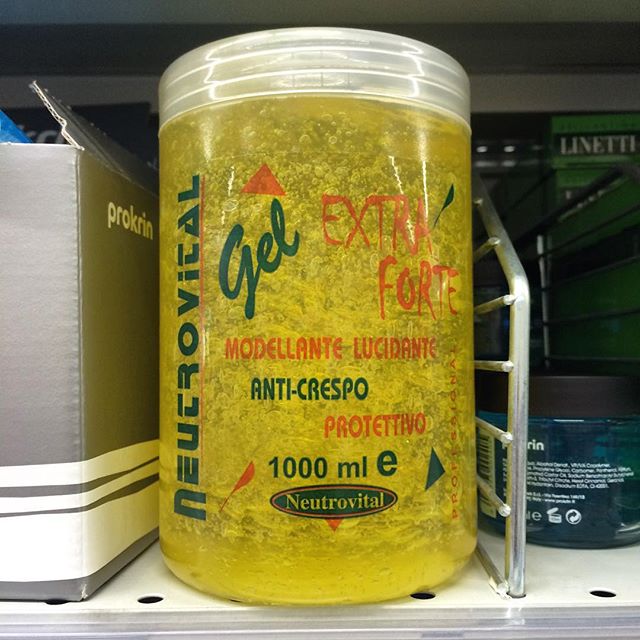 prokrin
NEUTROVITAL
Gel
EXTRA
FORTE
MODELLANTE LUCIDANTE
ANTI-CRESPO
PROTETTIVO
1000 ml e
Neutrovital
PROFESSIONAL
LINETTI
rin